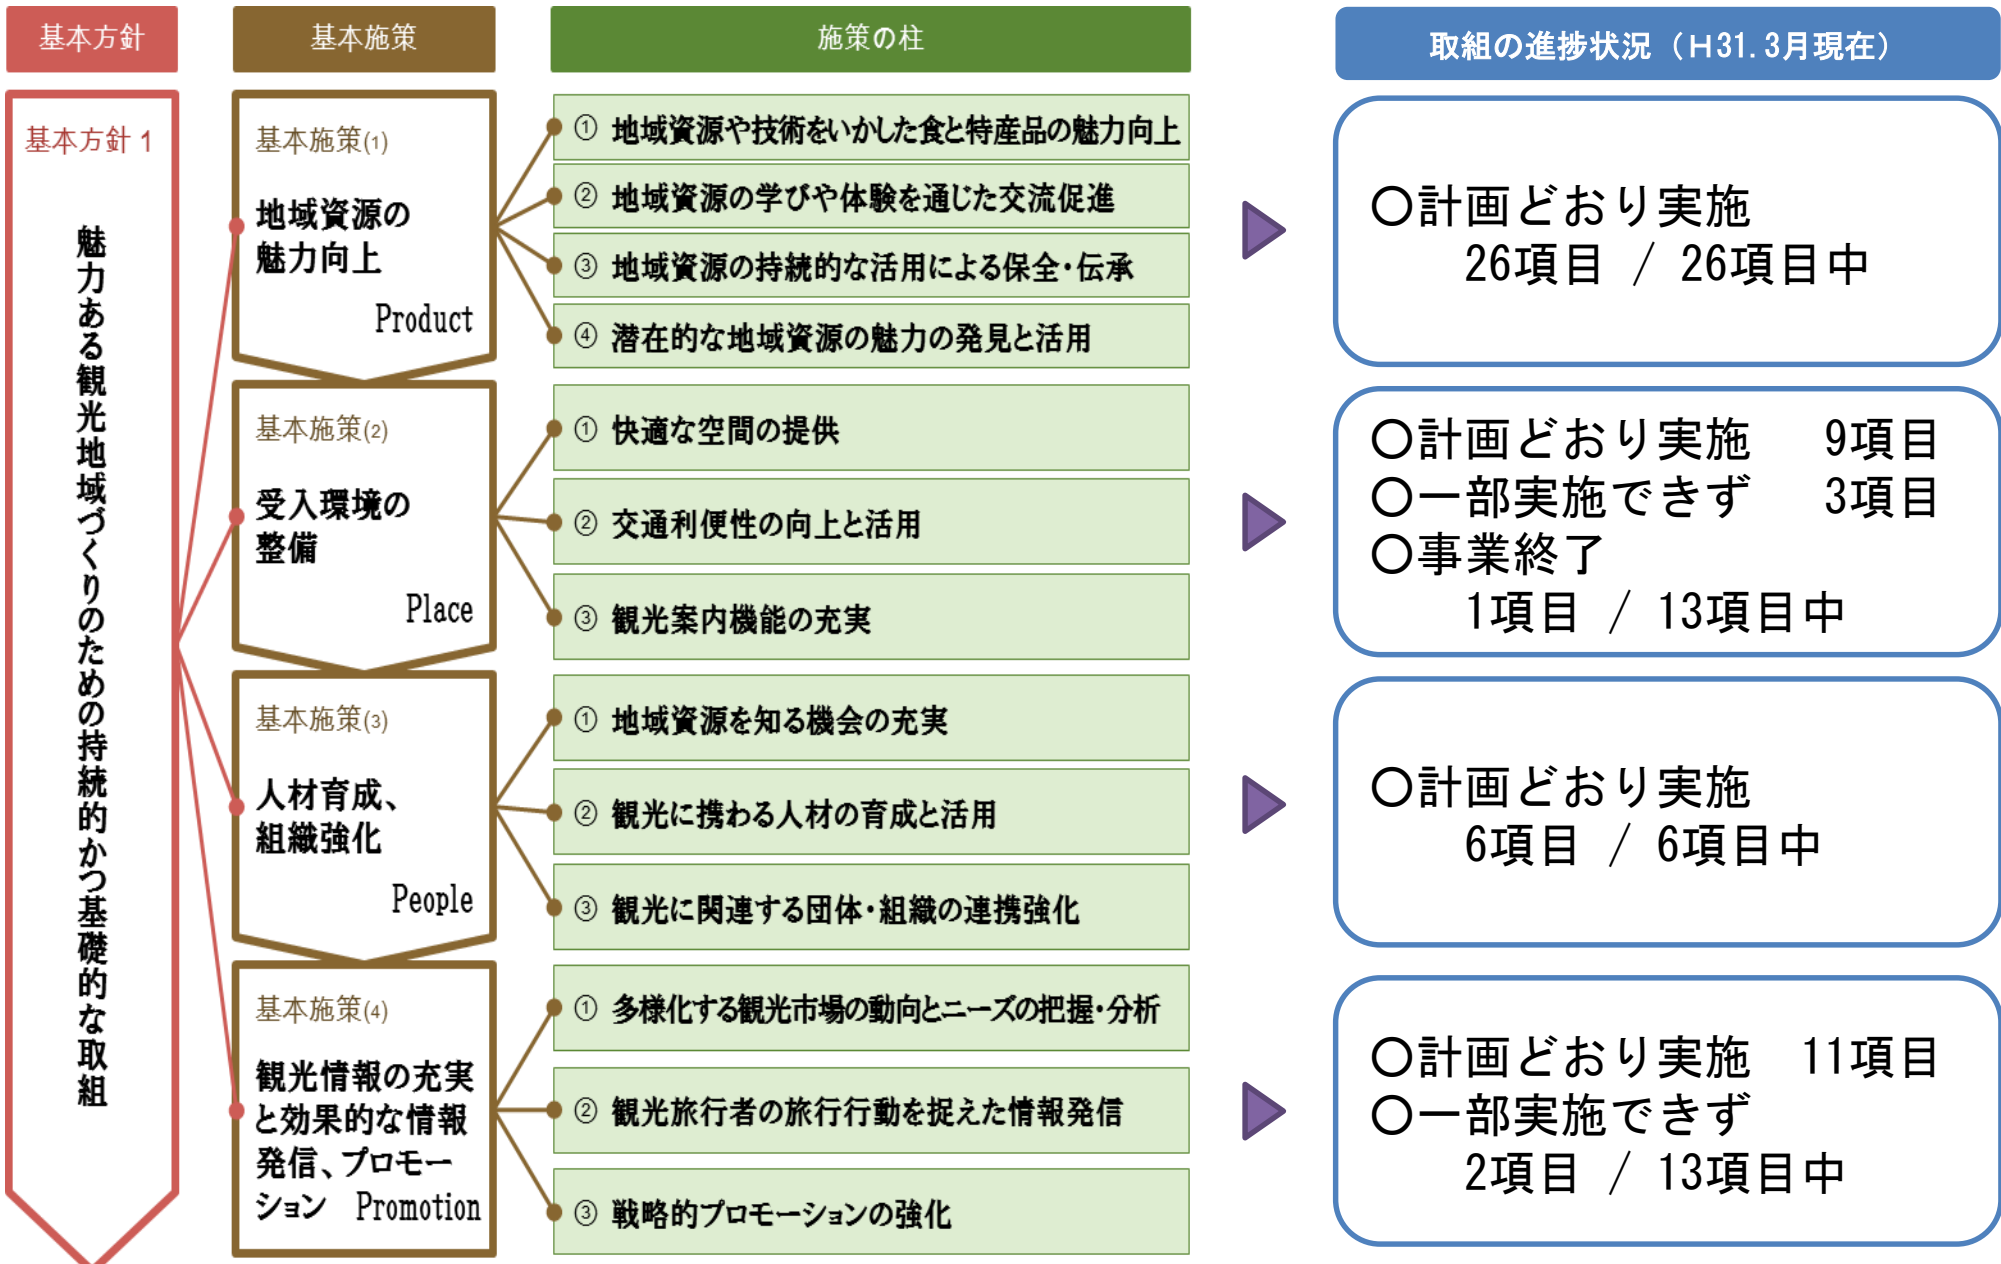 基本方針
基本施策
施策の柱
取組の進捗状況（H31.3月現在）
基本方針 1
魅力ある観光地域づくりのための持続的かつ基礎的な取組
基本施策(1)
地域資源の
魅力向上
Product
① 地域資源や技術をいかした食と特産品の魅力向上
② 地域資源の学びや体験を通じた交流促進
③ 地域資源の持続的な活用による保全・伝承
④ 潜在的な地域資源の魅力の発見と活用
○計画どおり実施
26項目 / 26項目中
基本施策(2)
受入環境の
整備
Place
① 快適な空間の提供
② 交通利便性の向上と活用
③ 観光案内機能の充実
○計画どおり実施 9項目
○一部実施できず 3項目
○事業終了
1項目 / 13項目中
基本施策(3)
人材育成、
組織強化
People
① 地域資源を知る機会の充実
② 観光に携わる人材の育成と活用
③ 観光に関連する団体・組織の連携強化
○計画どおり実施
6項目 / 6項目中
基本施策(4)
観光情報の充実
と効果的な情報
発信、プロモー
ション Promotion
① 多様化する観光市場の動向とニーズの把握・分析
② 観光旅行者の旅行行動を捉えた情報発信
③ 戦略的プロモーションの強化
○計画どおり実施 11項目
○一部実施できず
2項目 / 13項目中